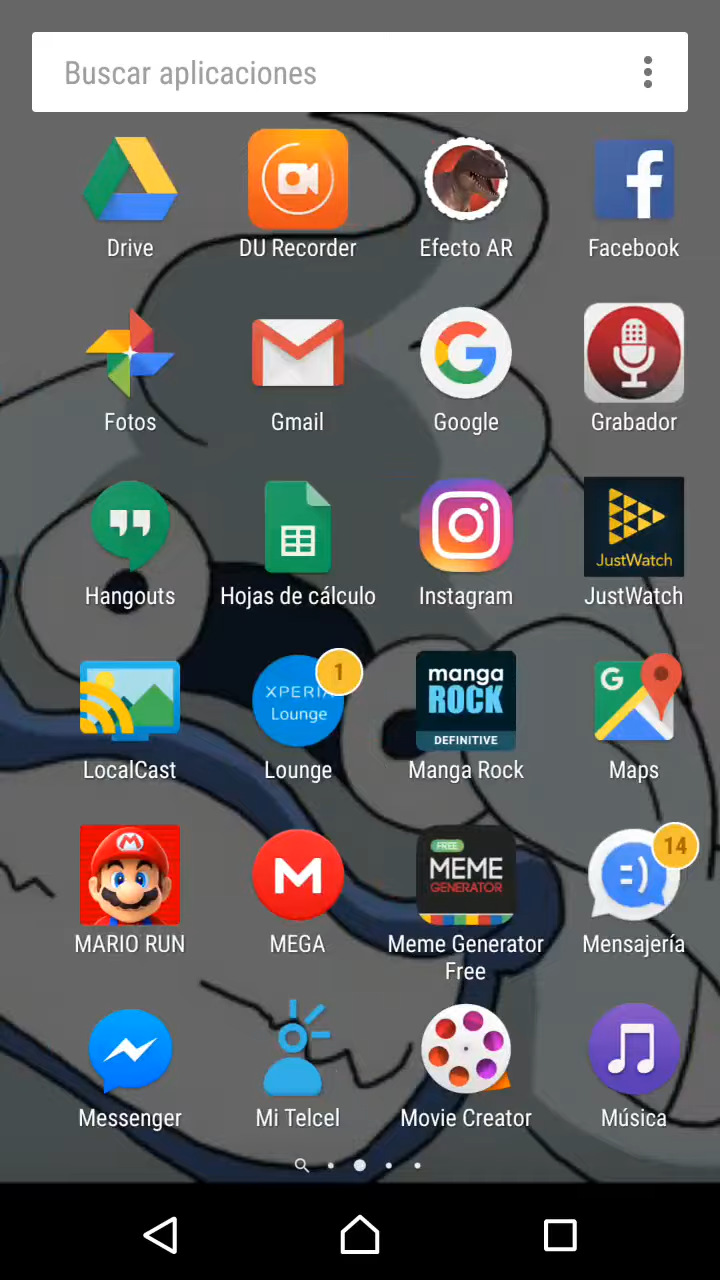 Buscar aplicaciones
Drive
DU Recorder
Efecto AR
Facebook
Fotos
Gmail
Google
Grabador
JustWatch
Hangouts
Hojas de cálculo
Instagram
JustWatch
1
XPERIA
Lounge
manga
ROCK
DEFINITIVE
G
LocalCast
Lounge
Manga Rock
Maps
M
M
FREE
MEME
GENERATOR
14
:)
MARIO RUN
MEGA
Meme Generator
Free
Mensajería
Messenger
Mi Telcel
Movie Creator
Música